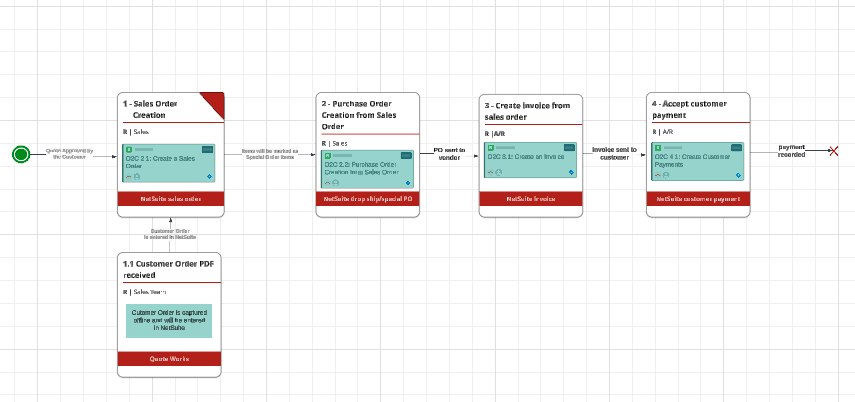 1 - Sales Order
Creation
R | Sales
O2C 2.1: Create a Sales
Order
NetSuite sales order
Quote Approved by
the Customer
Items will be marked as
Special Order Items
2 - Purchase Order
Creation from Sales
Order
R | Sales
O2C 2.2: Purchase Order
Creation from Sales Order
NetSuite drop ship/special PO
PO sent to
vendor
3 - Create invoice from
sales order
R | A/R
O2C 3.1: Create an Invoice
NetSuite Invoice
Invoice sent to
customer
4 - Accept customer
payment
R | A/R
O2C 4.1: Create Customer
Payments
NetSuite customer payment
payment
recorded
Customer Order
is entered in NetSuite
1.1 Customer Order PDF
received
R | Sales Team
Cutomer Order is captured
offline and will be entered
in NetSuite
Quote Works